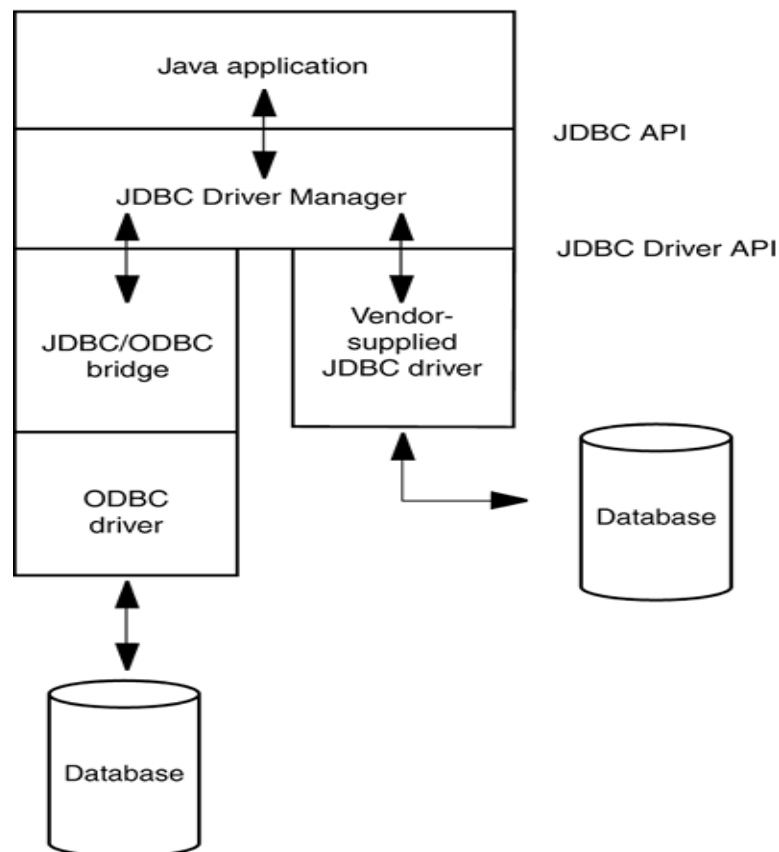 Java application
JDBC API
JDBC Driver Manager
JDBC Driver API
JDBC/ODBC
bridge
Vendor-
supplied
JDBC driver
ODBC
driver
Database
Database